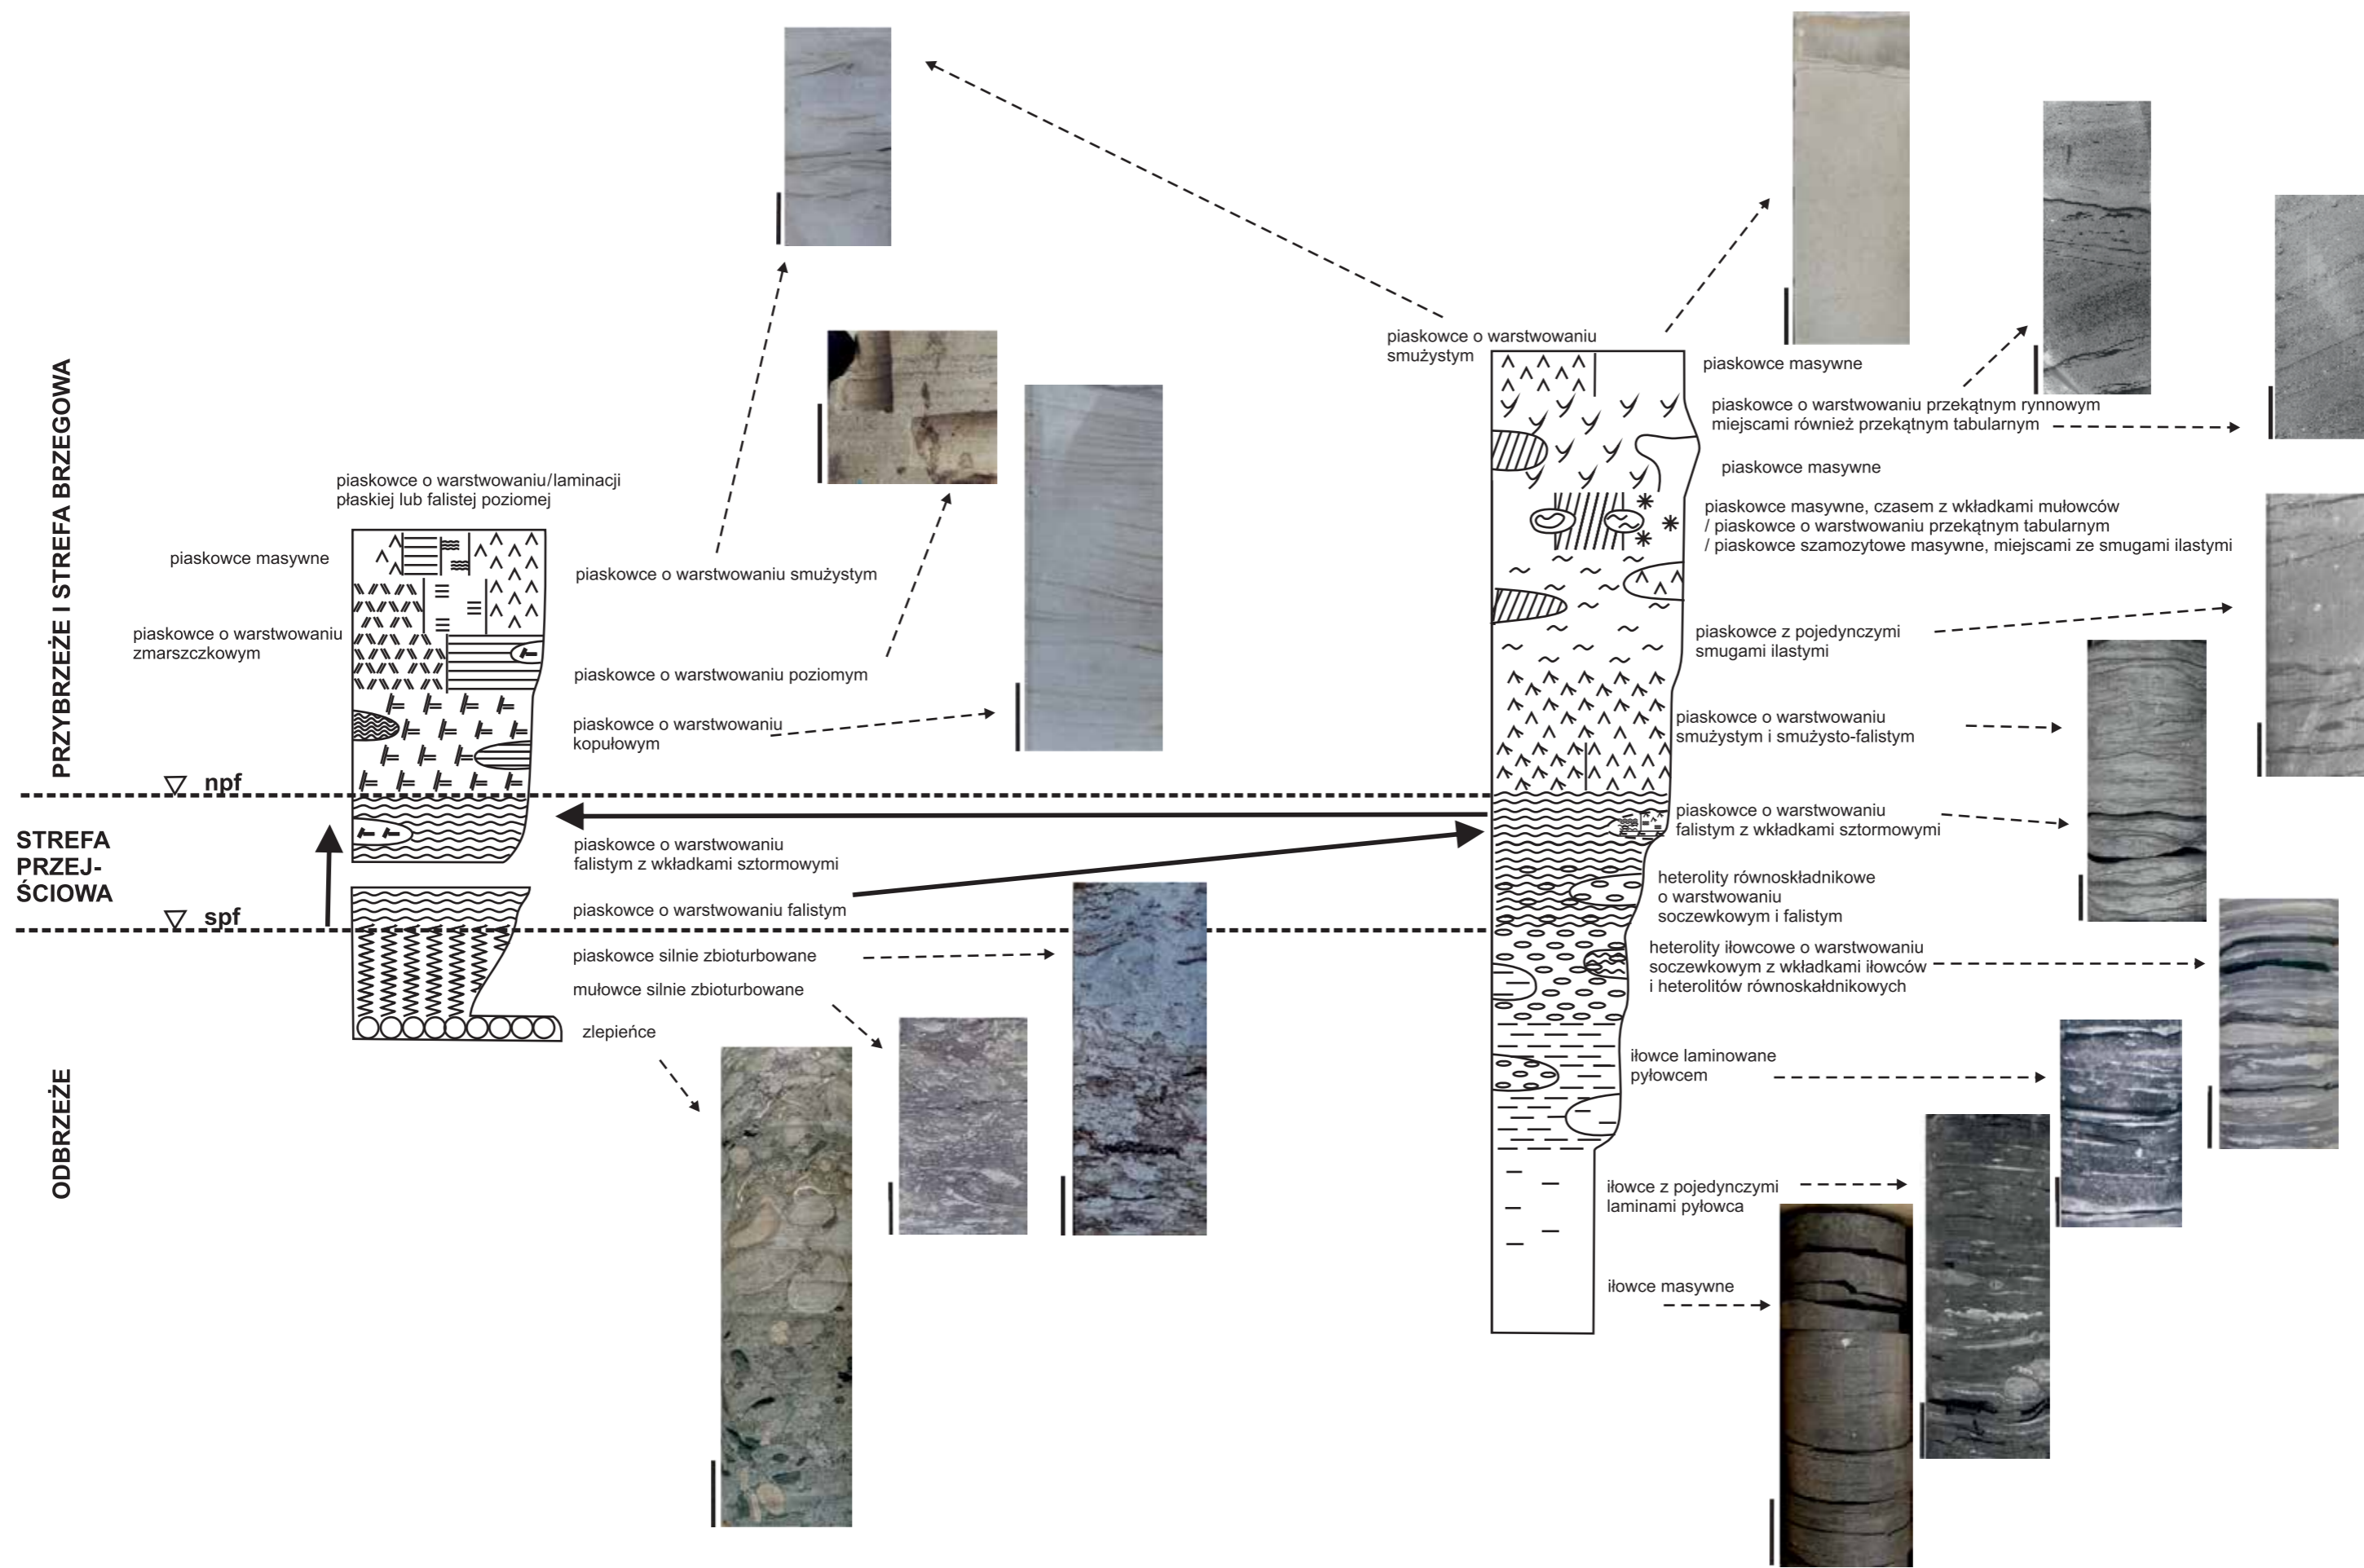 PRZYBRZEŻE I STREFA BRZEGOWA
npf
STREFA
PRZEJ-
ŚCIOWA
spf
ODBRZEŻE
piaskowce o warstwowaniu/laminacji
płaskiej lub falistej poziomej
piaskowce masywne
piaskowce o warstwowaniu
zmarszczkowym
piaskowce o warstwowaniu smużystym
piaskowce o warstwowaniu poziomym
piaskowce o warstwowaniu
kopułowym
piaskowce o warstwowaniu
falistym z wkładkami sztormowymi
piaskowce o warstwowaniu falistym
piaskowce silnie zbioturbowane
mułowce silnie zbioturbowane
zlepieńce
piaskowce o warstwowaniu
smużystym
piaskowce masywne
piaskowce o warstwowaniu przekątnym rynnowym
miejscami również przekątnym tabularnym
piaskowce masywne
piaskowce masywne, czasem z wkładkami mułowców
/ piaskowce o warstwowaniu przekątnym tabularnym
/ piaskowce szamozytowe masywne, miejscami ze smugami ilastymi
piaskowce z pojedynczymi
smugami ilastymi
piaskowce o warstwowaniu
smużystym i smużysto-falistym
piaskowce o warstwowaniu
falistym z wkładkami sztormowymi
heterolity równoskładnikowe
o warstwowaniu
soczewkowym i falistym
heterolity iłowcowe o warstwowaniu
soczewkowym z wkładkami iłowców
i heterolitów równoskałdnikowych
iłowce laminowane
pyłowcem
iłowce z pojedynczymi
laminami pyłowca
iłowce masywne